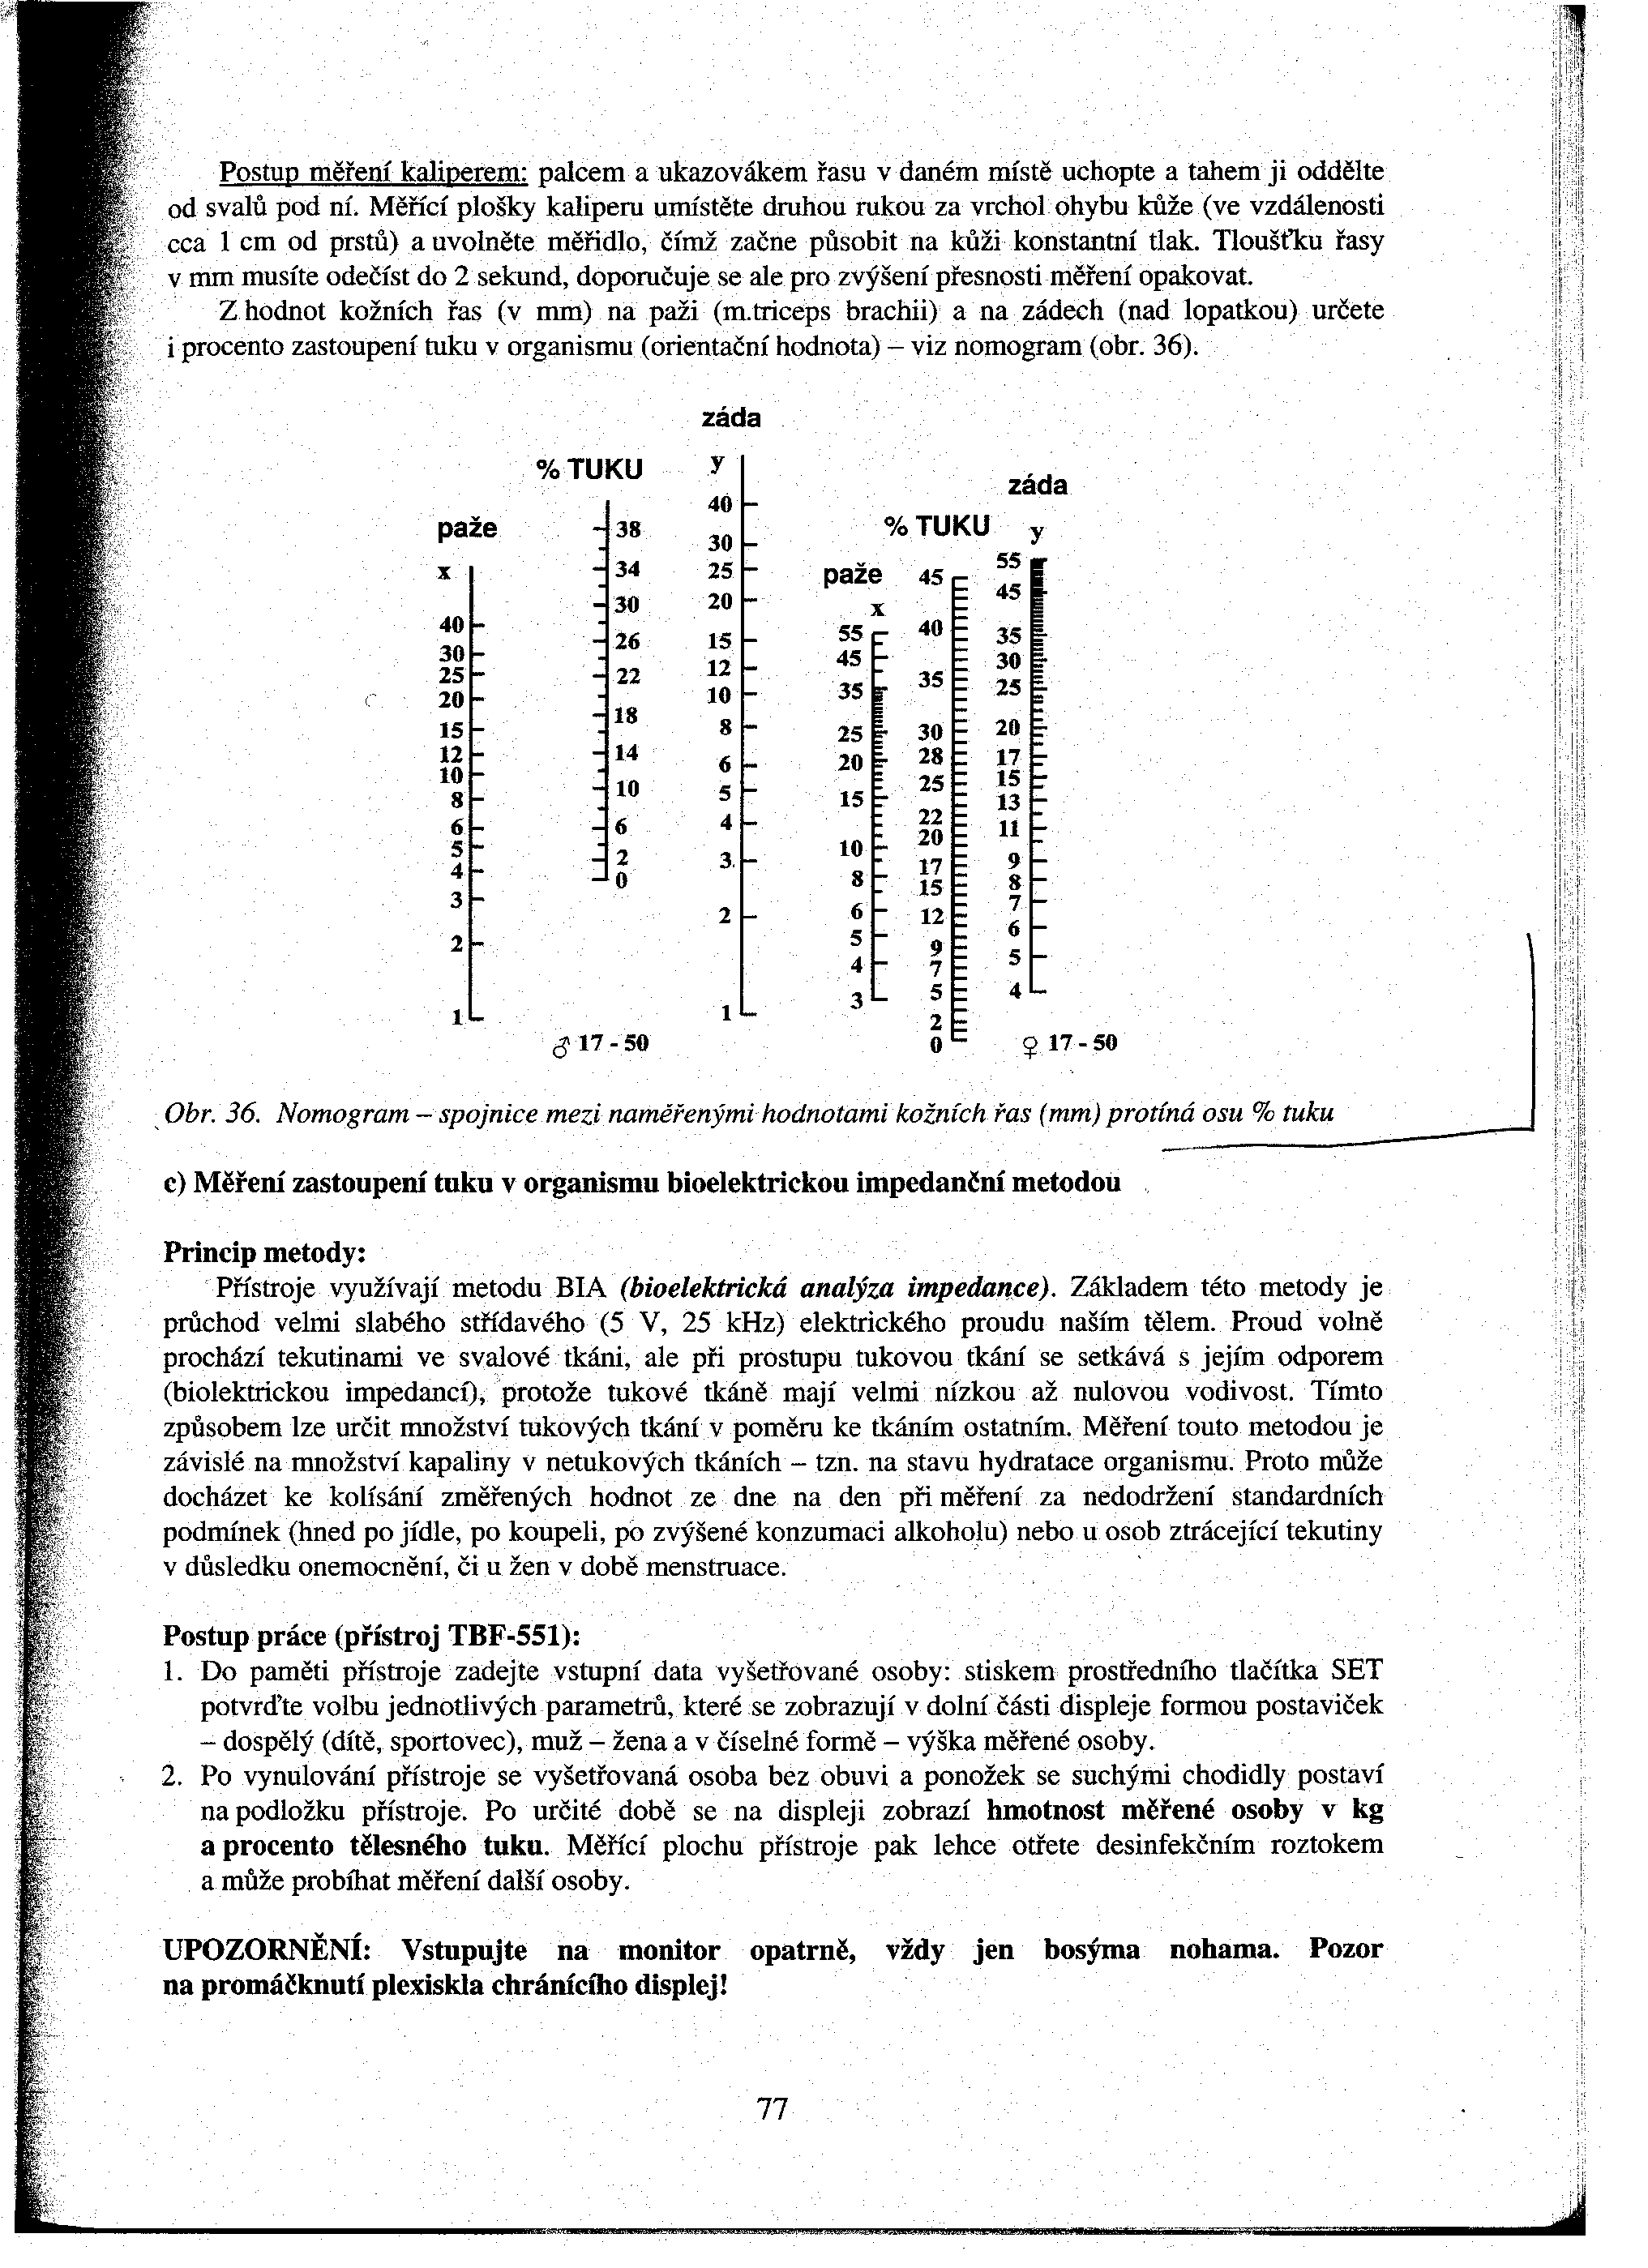 Postup měření kaliperem: palcem a ukazovákem řasu v daném místě uchopte a tahem ji oddělte
od svalů pod ní. Měřící plošky kaliperu umístěte druhou rukou za vrchol ohybu kůže (ve vzdálenosti
cca 1 cm od prstů) a uvolněte měřidlo, čímž začne působit na kůži konstantní tlak. Tloušťku řasy
v mm musíte odečíst do 2 sekund, doporučuje se ale pro zvýšení přesnosti měření opakovat.
Z hodnot kožních řas (v mm) na paži (m.triceps brachii) a na zádech (nad lopatkou) určete
i procento zastoupení tuku v organismu (orientační hodnota) – viz nomogram (obr. 36).
paže
x
40
30
25
20
15
12
10
8
6
5
4
3
2
1
% TUKU
38
34
30
26
22
18
14
10
6
2
0
záda
y
40
30
25
20
15
12
10
8
6
5
4
3
2
1
♂ 17 - 50
paže
x
55
45
35
25
20
15
10
8
6
5
4
3
% TUKU
45
40
35
30
28
25
22
20
17
15
12
9
7
5
2
0
záda
y
55
45
35
30
25
20
17
15
13
11
9
8
7
6
5
4
♀ 17 - 50
Obr. 36. Nomogram – spojnice mezi naměřenými hodnotami kožních řas (mm) protíná osu % tuku
c) Měření zastoupení tuku v organismu bioelektrickou impedanční metodou
Princip metody:
Přístroje využívají metodu BIA (bioelektrická analýza impedance). Základem této metody je
průchod velmi slabého střídavého (5 V, 25 kHz) elektrického proudu naším tělem. Proud volně
prochází tekutinami ve svalové tkáni, ale při prostupu tukovou tkání se setkává s jejím odporem
(biolektrickou impedancí), protože tukové tkáně mají velmi nízkou až nulovou vodivost. Tímto
způsobem lze určit množství tukových tkání v poměru ke tkáním ostatním. Měření touto metodou je
závislé na množství kapaliny v netukových tkáních – tzn. na stavu hydratace organismu. Proto může
docházet ke kolísání změřených hodnot ze dne na den při měření za nedodržení standardních
podmínek (hned po jídle, po koupeli, po zvýšené konzumaci alkoholu) nebo u osob ztrácející tekutiny
v důsledku onemocnění, či u žen v době menstruace.
Postup práce (přístroj TBF-551):
1. Do paměti přístroje zadejte vstupní data vyšetřované osoby: stiskem prostředního tlačítka SET
potvrďte volbu jednotlivých parametrů, které se zobrazují v dolní části displeje formou postaviček
– dospělý (dítě, sportovec), muž – žena a v číselné formě – výška měřené osoby.
2. Po vynulování přístroje se vyšetřovaná osoba bez obuvi a ponožek se suchými chodidly postaví
na podložku přístroje. Po určité době se na displeji zobrazí hmotnost měřené osoby v kg
a procento tělesného tuku. Měřící plochu přístroje pak lehce otřete desinfekčním roztokem
a může probíhat měření další osoby.
UPOZORNĚNÍ: Vstupujte na monitor opatrně, vždy jen bosýma nohama. Pozor
na promáčknutí plexiskla chránícího displej!
77